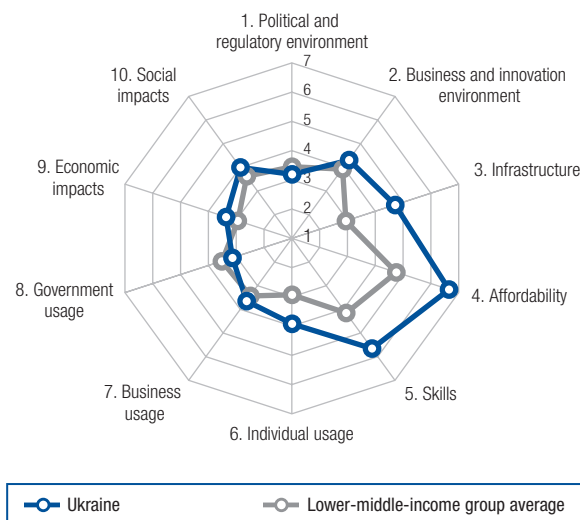 1. Political and
regulatory environment
10. Social
impacts
2. Business and innovation
environment
9. Economic
impacts
3. Infrastructure
8. Government
usage
4. Affordability
7. Business
usage
5. Skills
6. Individual usage
7
6
5
4
3
2
1
Ukraine
Lower-middle-income group average